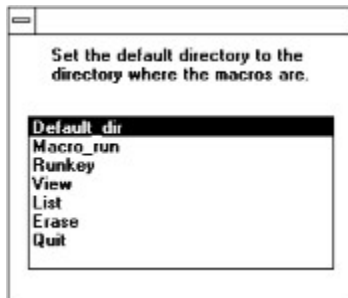 Set the default directory to the
directory where the macros are.
Default_dir
Macro_run
Runkey
View
List
Erase
Quit